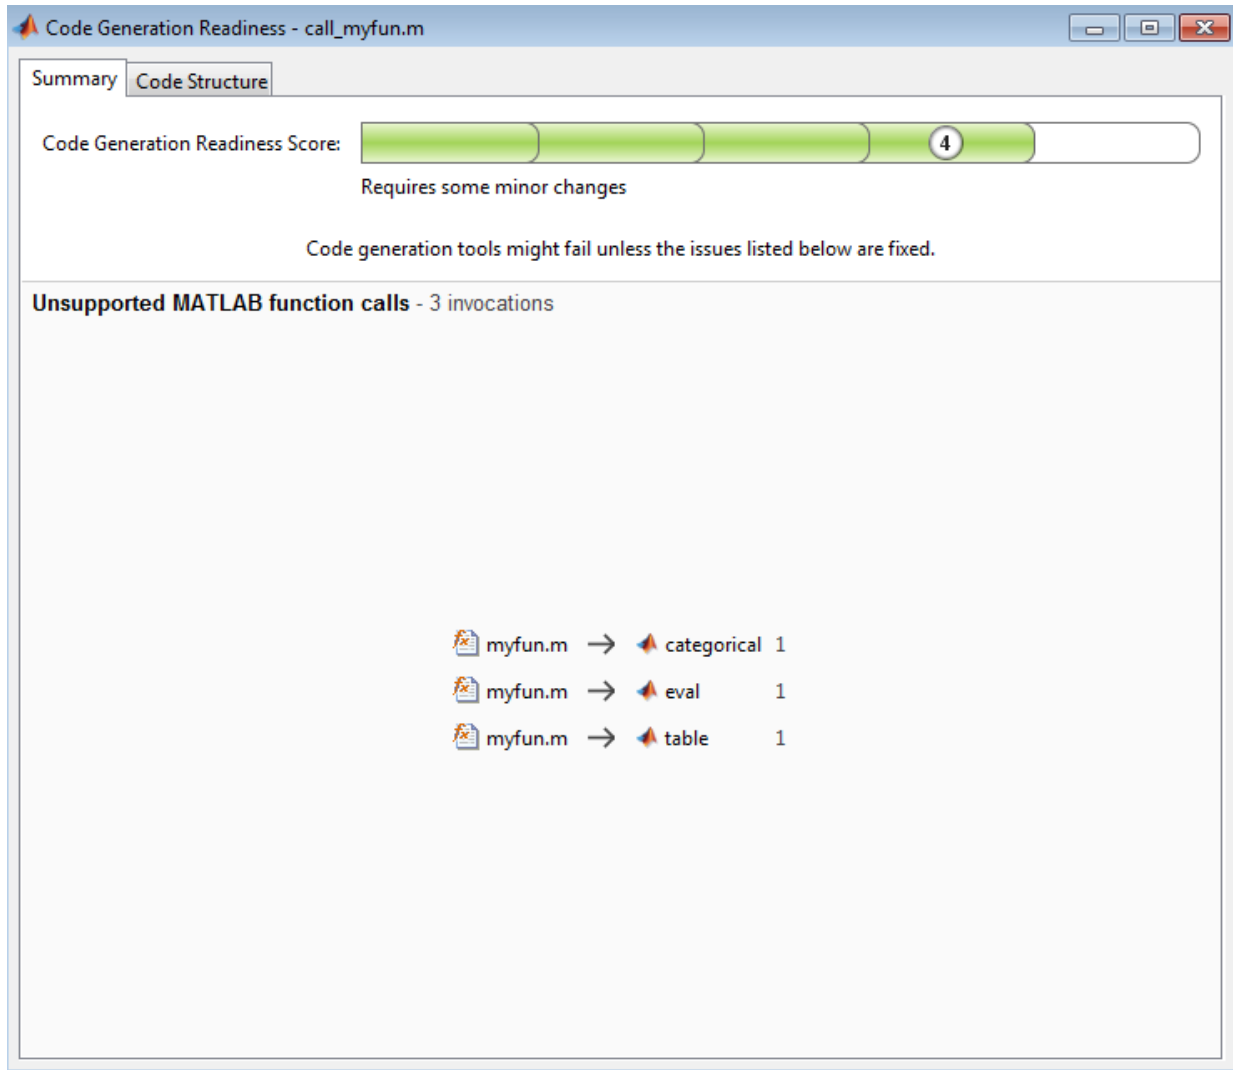 Code Generation Readiness - call_myfun.m
Summary Code Structure
Code Generation Readiness Score: 4
Requires some minor changes
Code generation tools might fail unless the issues listed below are fixed.
Unsupported MATLAB function calls - 3 invocations
myfun.m → categorical 1
myfun.m → eval 1
myfun.m → table 1